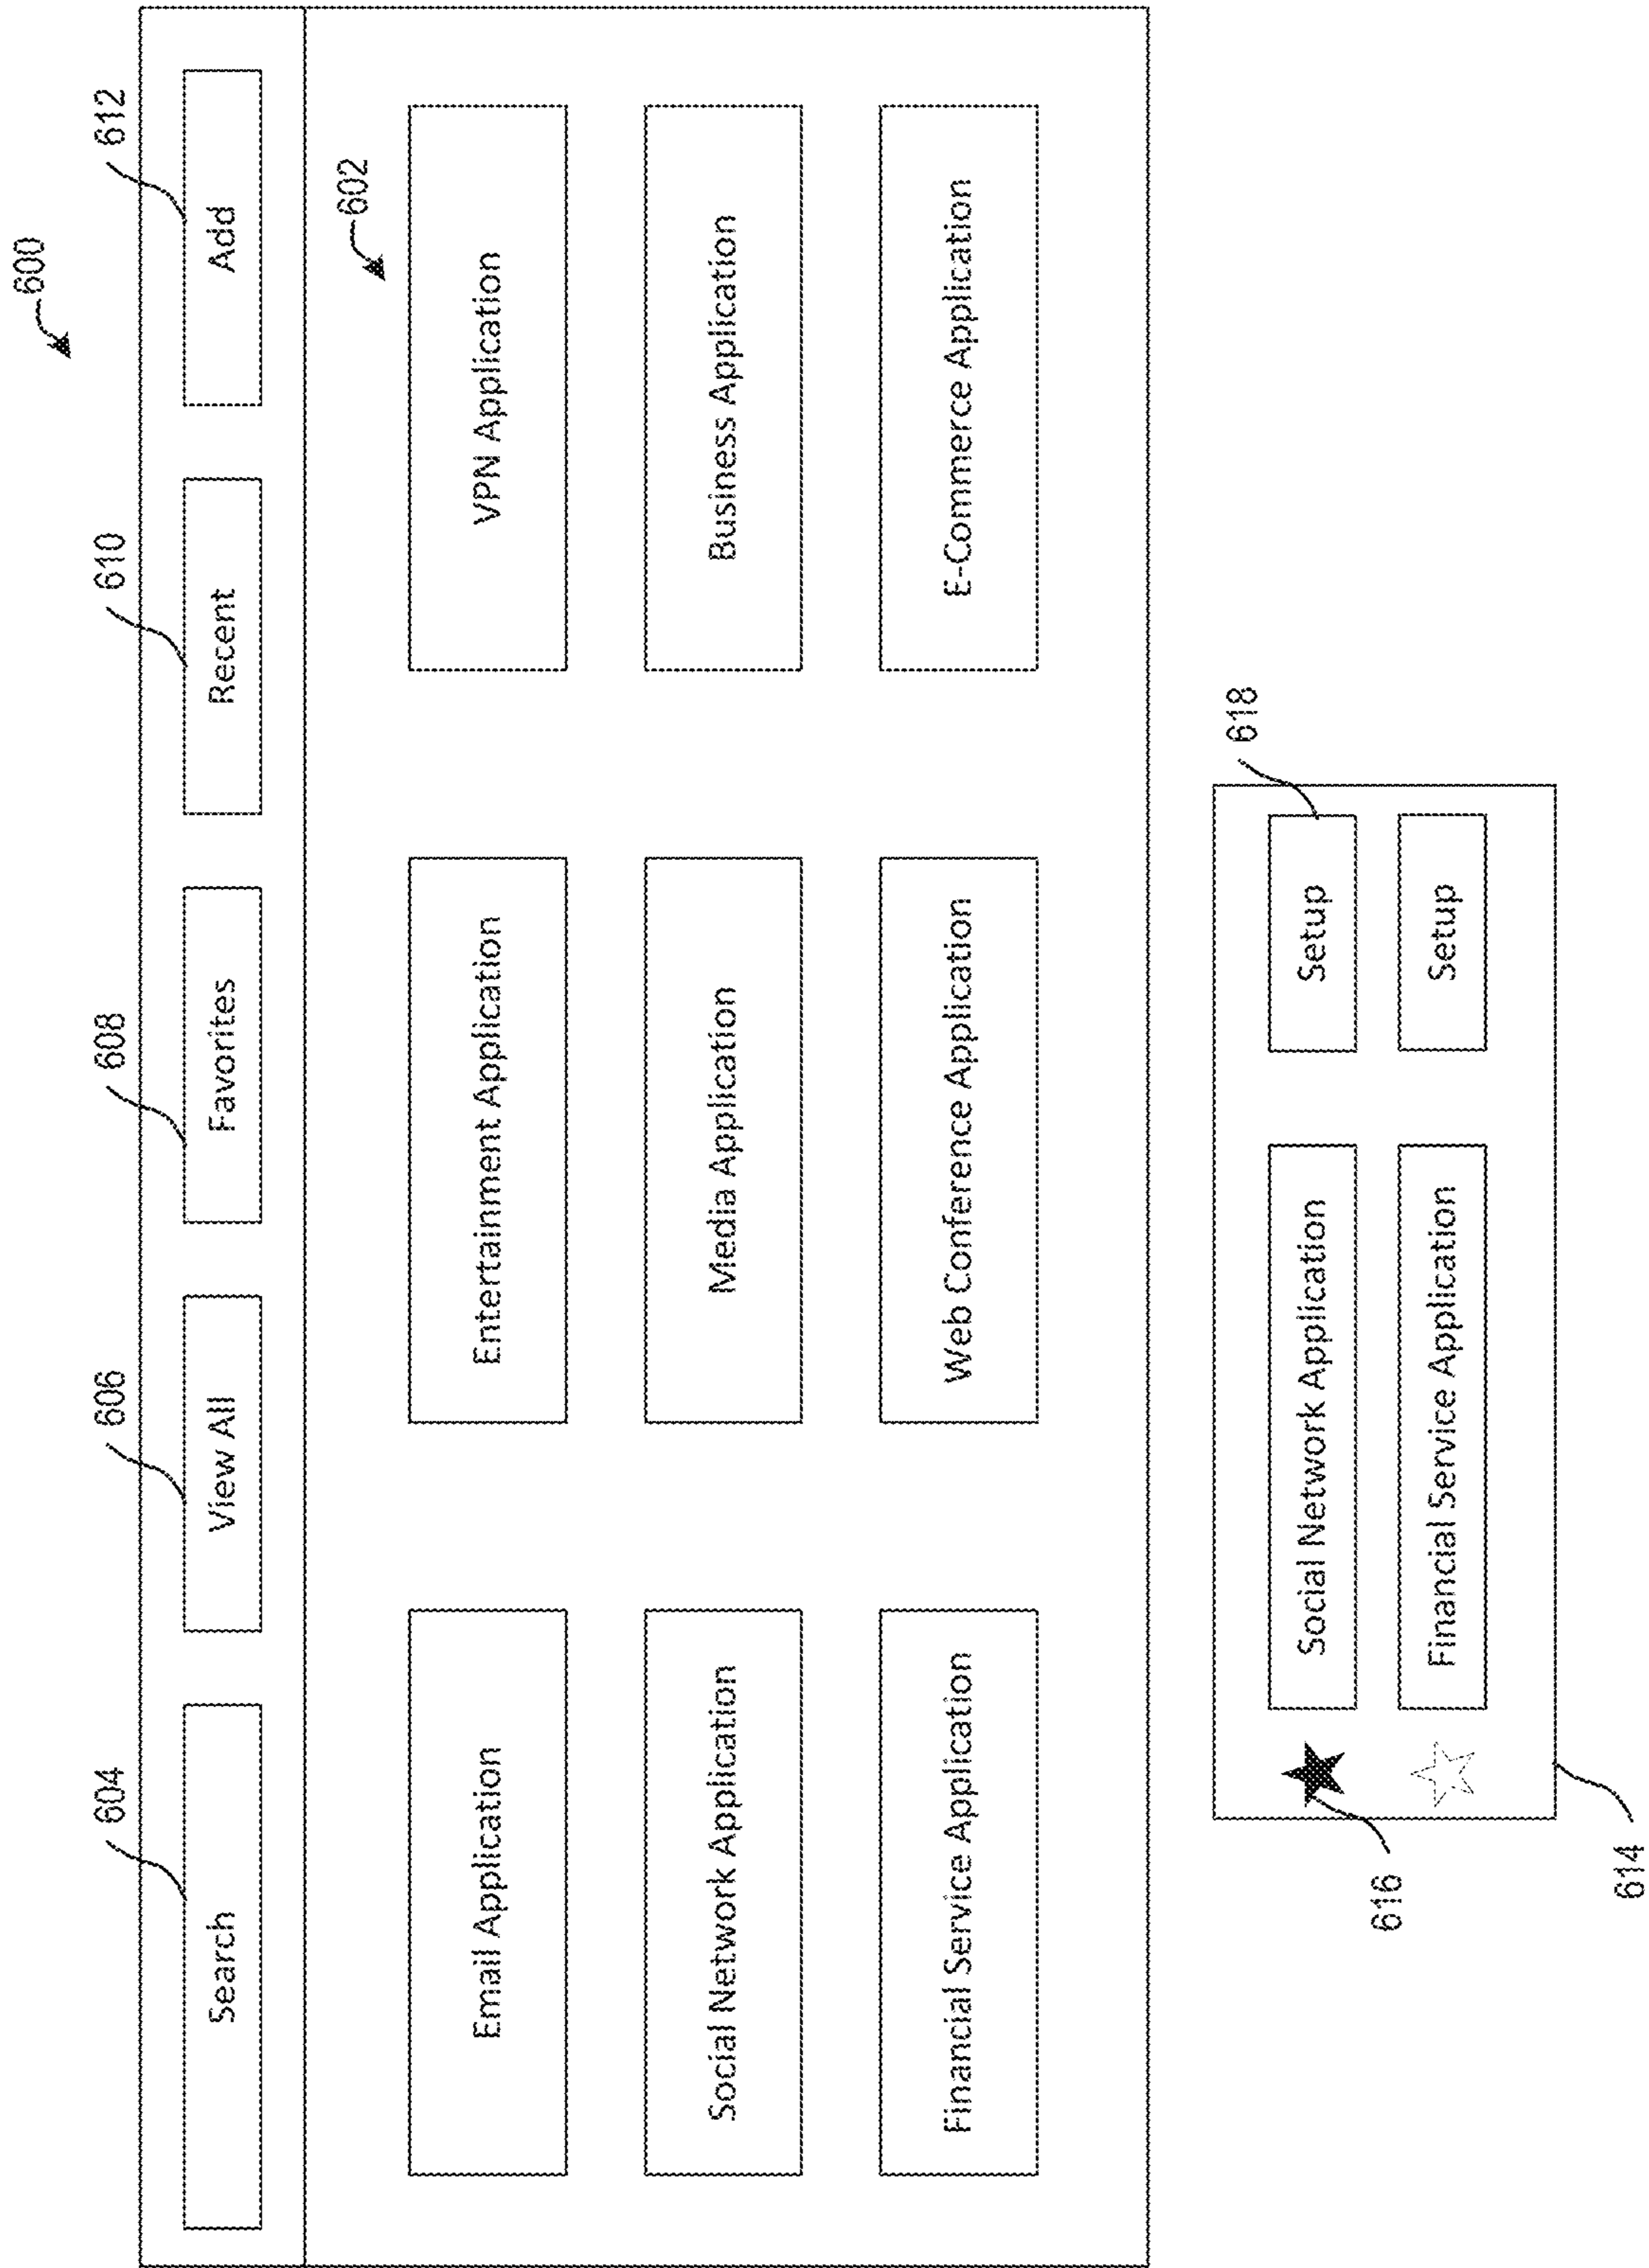 600
604
606
608
610
612
Search
View All
Favorites
Recent
Add
602
Email Application
Entertainment Application
VPN Application
Social Network Application
Media Application
Business Application
Financial Service Application
Web Conference Application
E-Commerce Application
618
Social Network Application
Setup
616
Financial Service Application
Setup
614